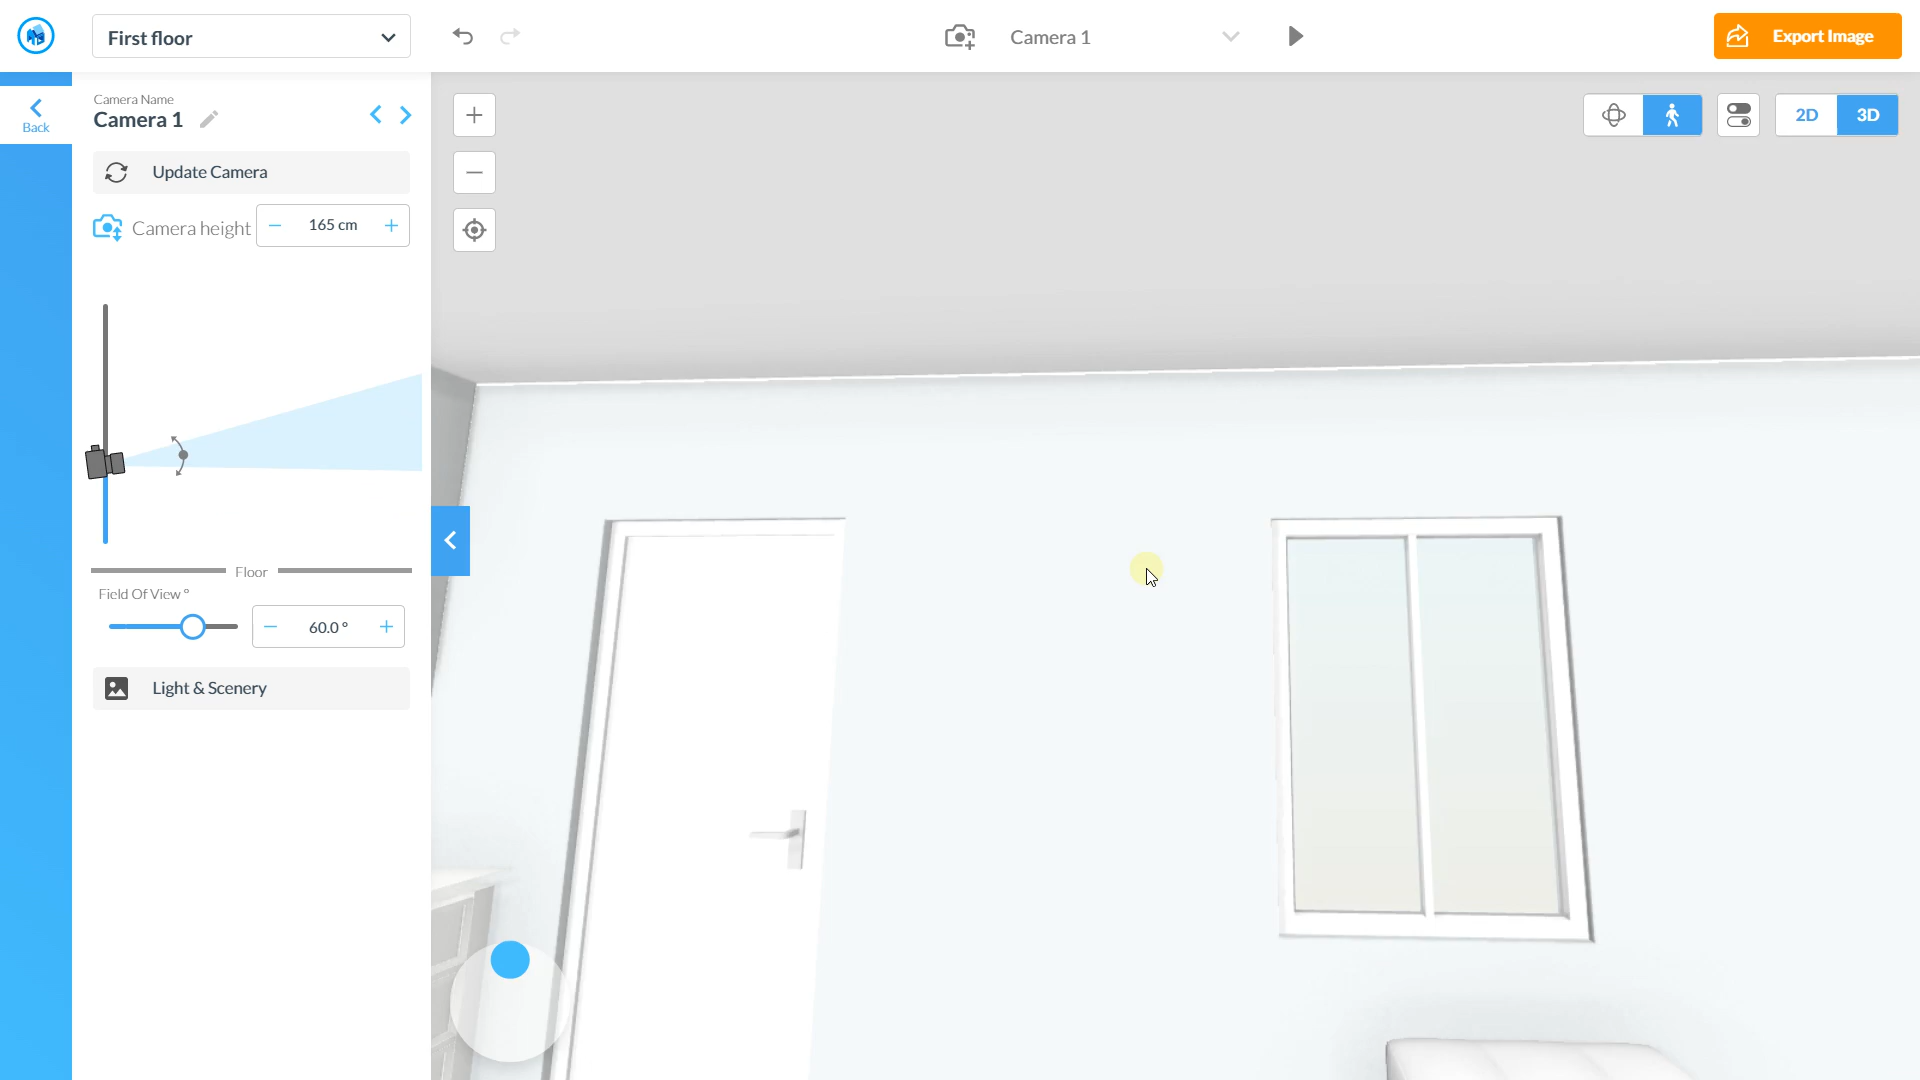 First floor
Camera 1
Export Image
Back
Camera Name
Camera 1
Update Camera
Camera height
165 cm
2D
3D
Floor
Field Of View °
60.0 °
Light & Scenery